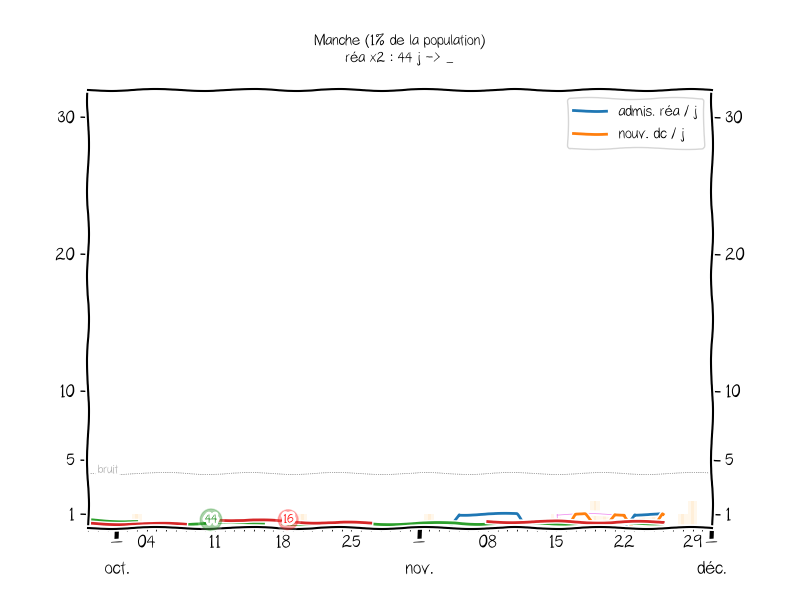 Manche (1% de la population)
réa x2 : 44 j -> _
admis. réa / j
nouv. dc / j
30
30
20
20
10
10
5
5
bruit
1
1
44
16
04
11
18
25
08
15
22
29
oct.
nov.
déc.